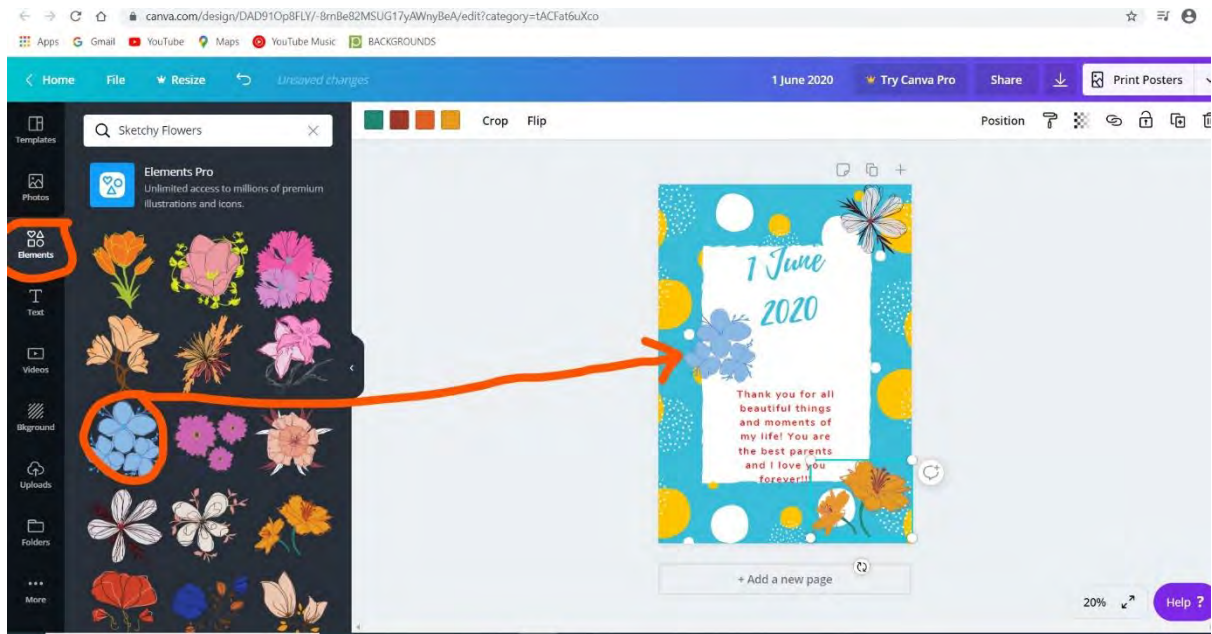 canva.com/design/DAD91Op8FLY/-8rnBe82MSUG17yAWnyBeA/edit?category=tACFat6uXco
Apps Gmail YouTube Maps YouTube Music BACKGROUNDS
Home File Resize Unsaved changes 1 June 2020 Try Canva Pro Share Print Posters
Templates
Photos
Elements
Text
Videos
Bkground
Uploads
Folders
More
Sketchy Flowers
Elements Pro
Unlimited access to millions of premium
illustrations and icons.
Crop Flip Position
1 June
2020
Thank you for all
beautiful things
and moments of
my life! You are
the best parents
and I love you
forever!!!
+ Add a new page
20% Help ?